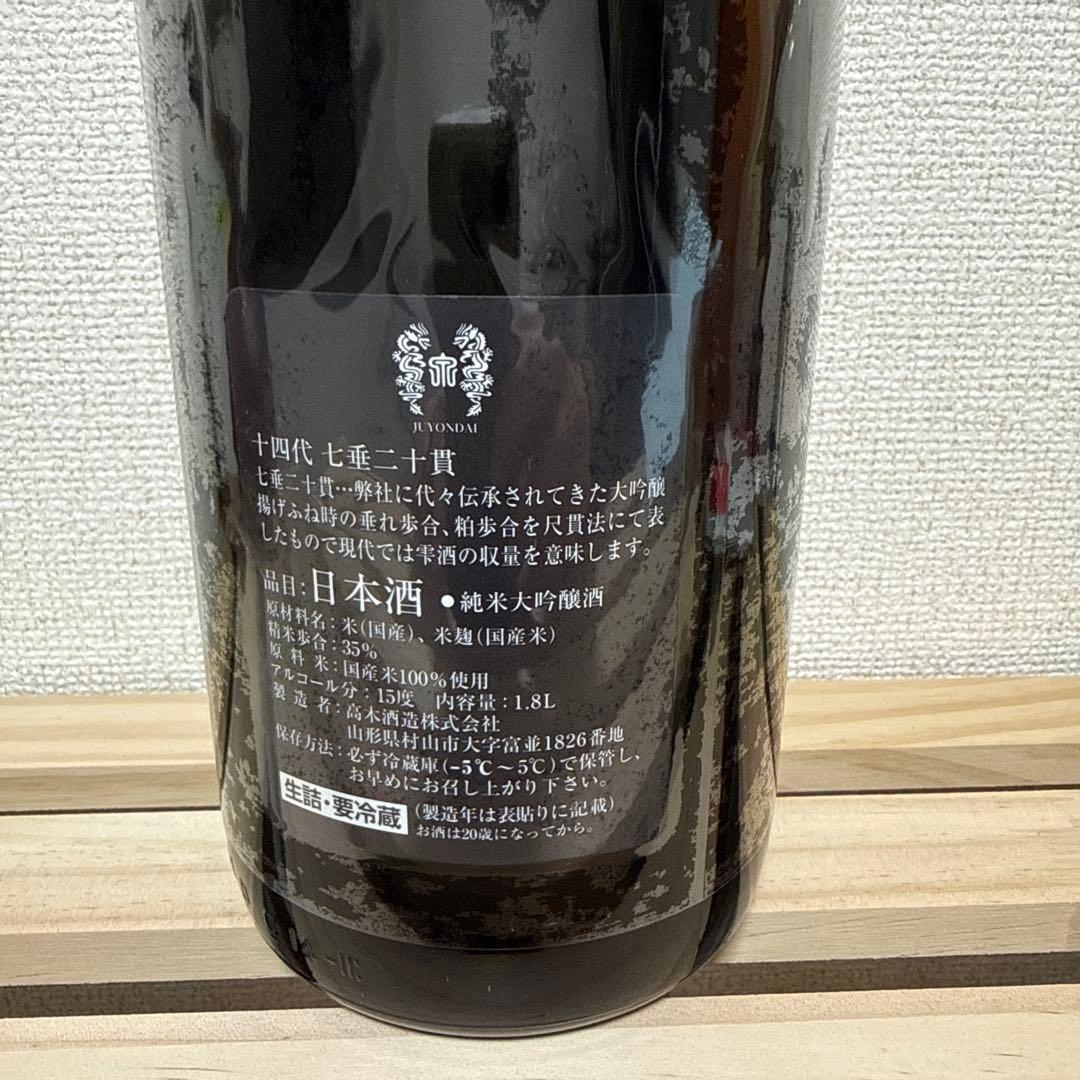 JUYONDAI
十四代 七垂二十貫
七垂二十貫…弊社に代々伝承されてきた大吟醸
揚げふね時の垂れ歩合、粕歩合を尺貫法にて表
したもので現代では雫酒の収量を意味します。
品目:日本酒 ●純米大吟醸酒
原材料名:米(国産)、米麹(国産米)
精米歩合:35%
原料米:国産米100%使用
アルコール分:15度 内容量:1.8L
製造者:高木酒造株式会社
山形県村山市大字富並1826番地
保存方法:必ず冷蔵庫(-5℃~5℃)で保管し、
お早めにお召し上がり下さい。
生詰・要冷蔵 (製造年は表貼りに記載)
お酒は20歳になってから。